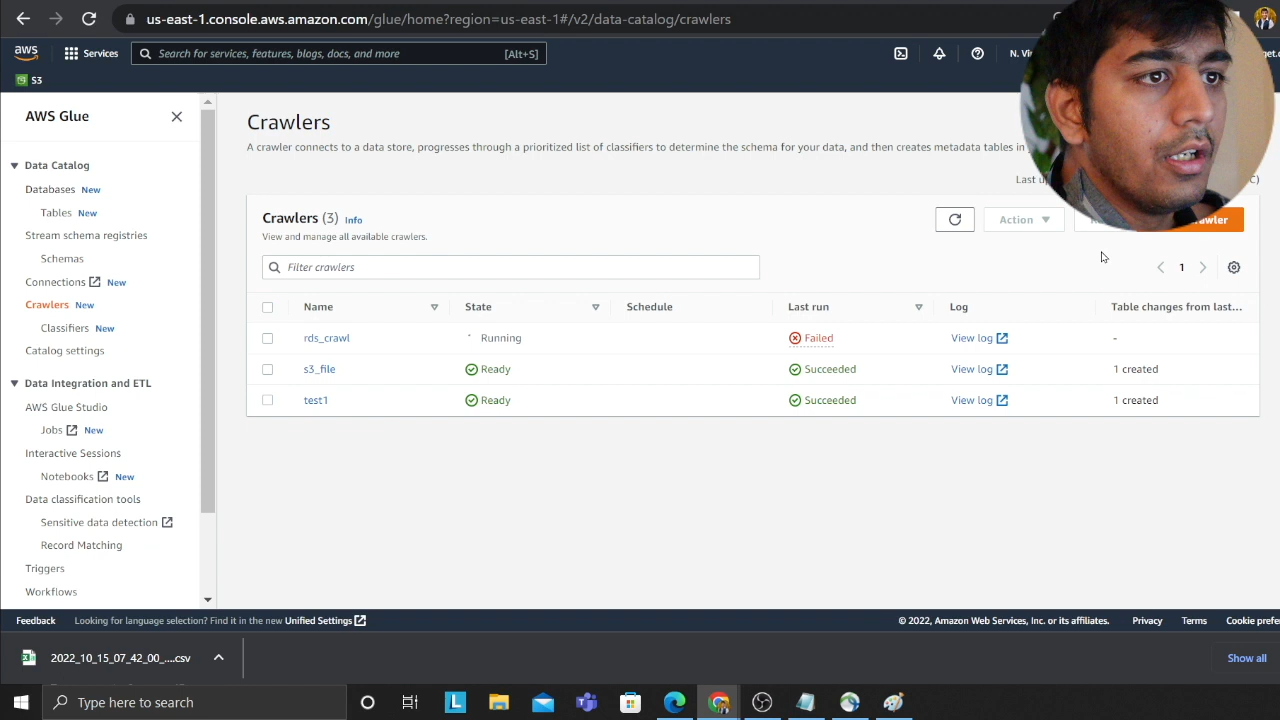 us-east-1.console.aws.amazon.com/glue/home?region=us-east-1#/v2/data-catalog/crawlers
aws Services Search for services, features, blogs, docs, and more [Alt+S]
S3
AWS Glue
Data Catalog
Databases New
Tables New
Stream schema registries
Schemas
Connections New
Crawlers New
Classifiers New
Catalog settings
Data Integration and ETL
AWS Glue Studio
Jobs New
Interactive Sessions
Notebooks New
Data classification tools
Sensitive data detection
Record Matching
Triggers
Workflows
Crawlers
A crawler connects to a data store, progresses through a prioritized list of classifiers to determine the schema for your data, and then creates metadata tables in
Crawlers (3) Info
View and manage all available crawlers.
Action
Filter crawlers
1
Name State Schedule Last run Log Table changes from last...
rds_crawl Running Failed View log -
s3_file Ready Succeeded View log 1 created
test1 Ready Succeeded View log 1 created
Feedback Looking for language selection? Find it in the new Unified Settings © 2022, Amazon Web Services, Inc. or its affiliates. Privacy Terms Cookie prefe
2022_10_15_07_42_00_....csv Show all
Type here to search